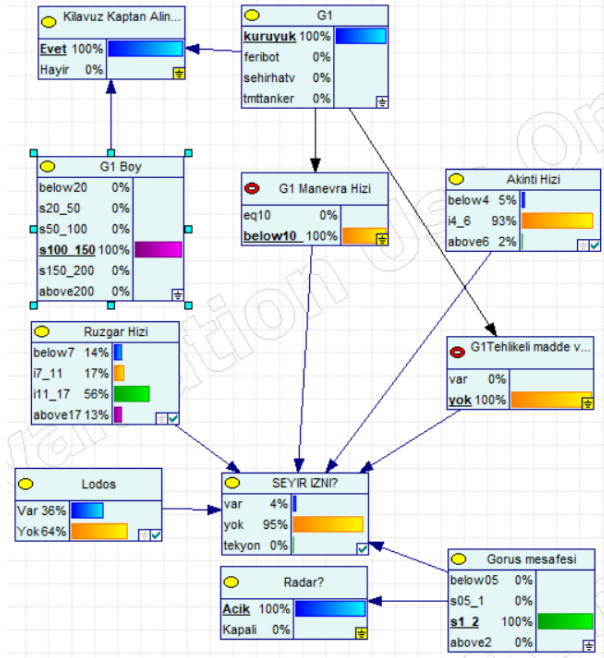 Kilavuz Kaptan Alin...
Evet 100%
Hayir 0%
G1
kuruyuk 100%
feribot 0%
sehirhatv 0%
tmttanker 0%
G1 Boy
below20 0%
s20_50 0%
s50_100 0%
s100_150 100%
s150_200 0%
above200 0%
G1 Manevra Hizi
eq10 0%
below10_ 100%
Akinti Hizi
below4 5%
i4_6 93%
above6 2%
Ruzgar Hizi
below7 14%
i7_11 17%
i11_17 56%
above17 13%
G1Tehlikeli madde v...
var 0%
yok 100%
Lodos
Var 36%
Yok 64%
SEYIR IZNI?
var 4%
yok 95%
tekyon 0%
Radar?
Acik 100%
Kapali 0%
Gorus mesafesi
below05 0%
s05_1 0%
s1_2 100%
above2 0%